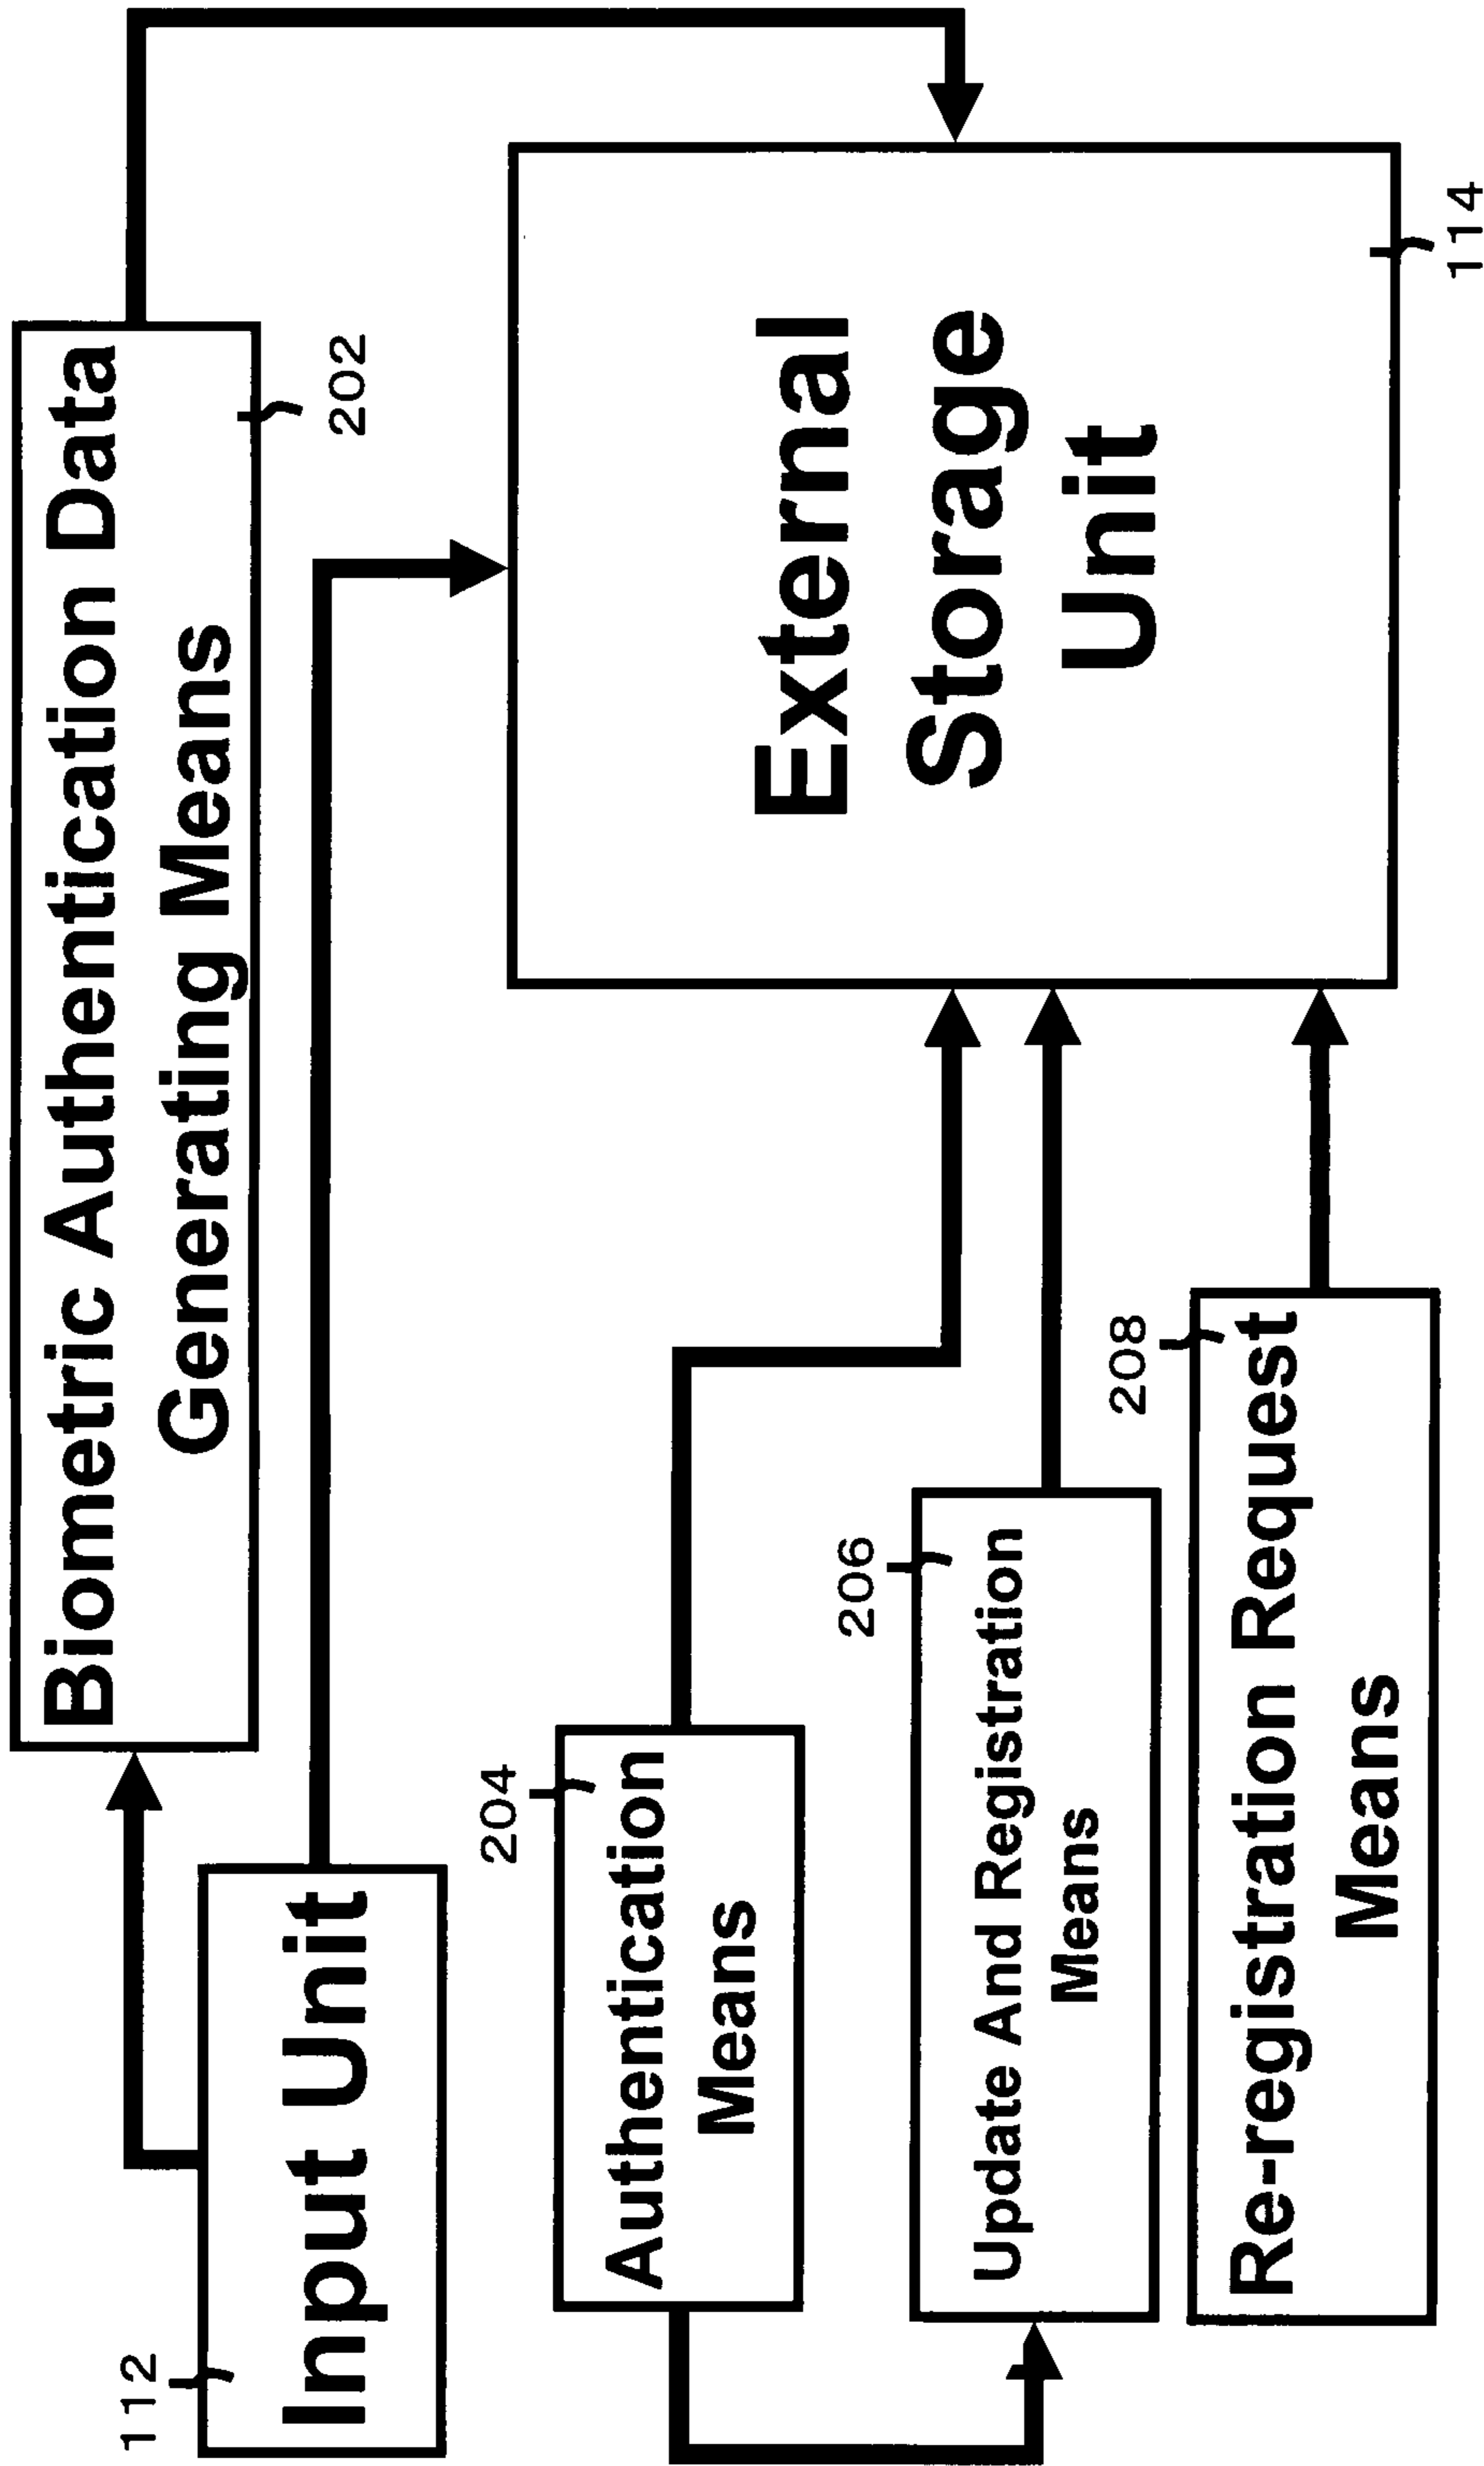 112
Input Unit
Biometric Authentication Data
Generating Means
202
204
Authentication
Means
206
Update And Registration
Means
208
Re-registration Request
Means
External
Storage
Unit
114